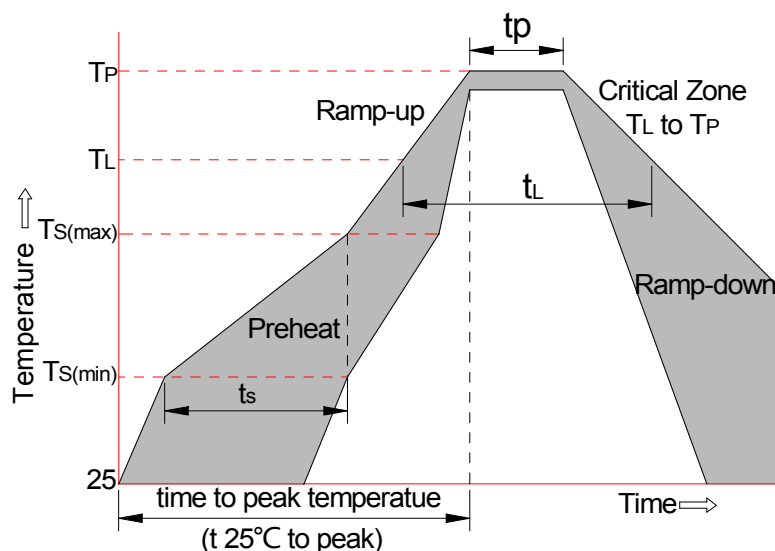 tp
TP
Ramp-up
Critical Zone
TL to TP
TL
tL
TS(max)
Temperature
Preheat
Ramp-down
TS(min)
ts
25
time to peak temperatue
Time
(t 25℃ to peak)